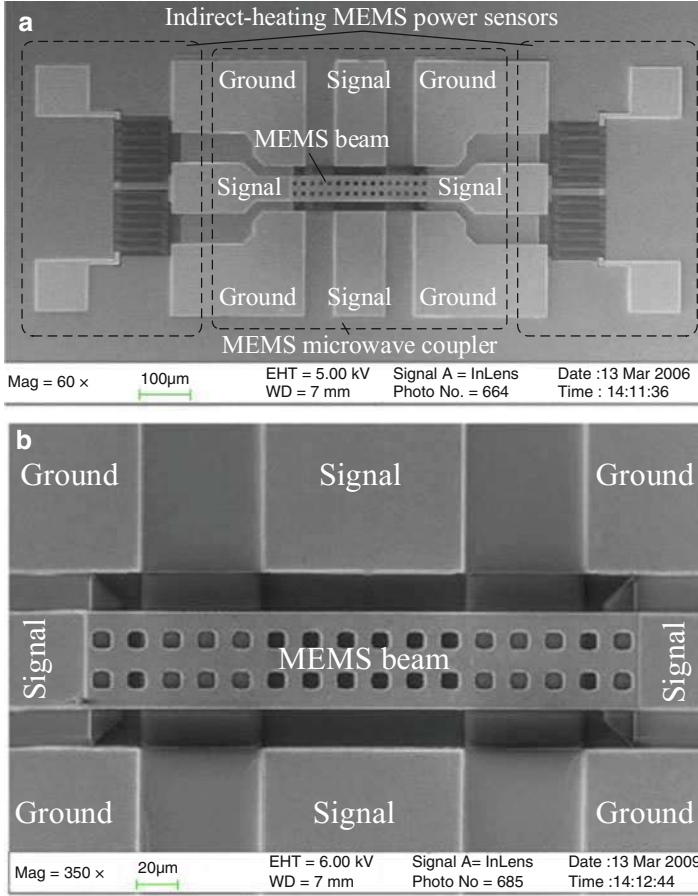 a
Indirect-heating MEMS power sensors
Ground Signal Ground
MEMS beam
Signal Signal
Ground Signal Ground
MEMS microwave coupler
Mag = 60 × 100µm EHT = 5.00 kV Signal A = InLens Date :13 Mar 2006
WD = 7 mm Photo No. = 664 Time : 14:11:36
b
Ground Signal Ground
Signal MEMS beam Signal
Ground Signal Ground
Mag = 350 × 20µm EHT = 6.00 kV Signal A= InLens Date :13 Mar 2009
WD = 7 mm Photo No. = 685 Time : 14:12:44